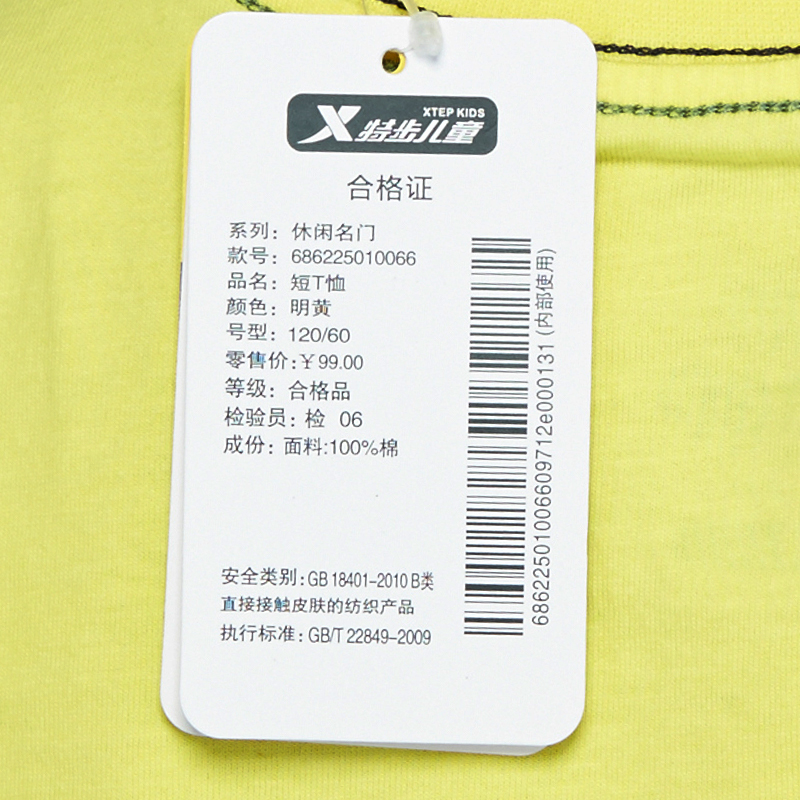 XTEP KIDS
X特步儿童
合格证
系列：休闲名门
款号：686225010066
品名：短T恤
颜色：明黄
号型：120/60
零售价:￥99.00
等级：合格品
检验员：检 06
成份：面料:100%棉
安全类别：GB 18401-2010 B类
直接接触皮肤的纺织产品
执行标准：GB/T 22849-2009
68622501006609712e000131 (内部使用)